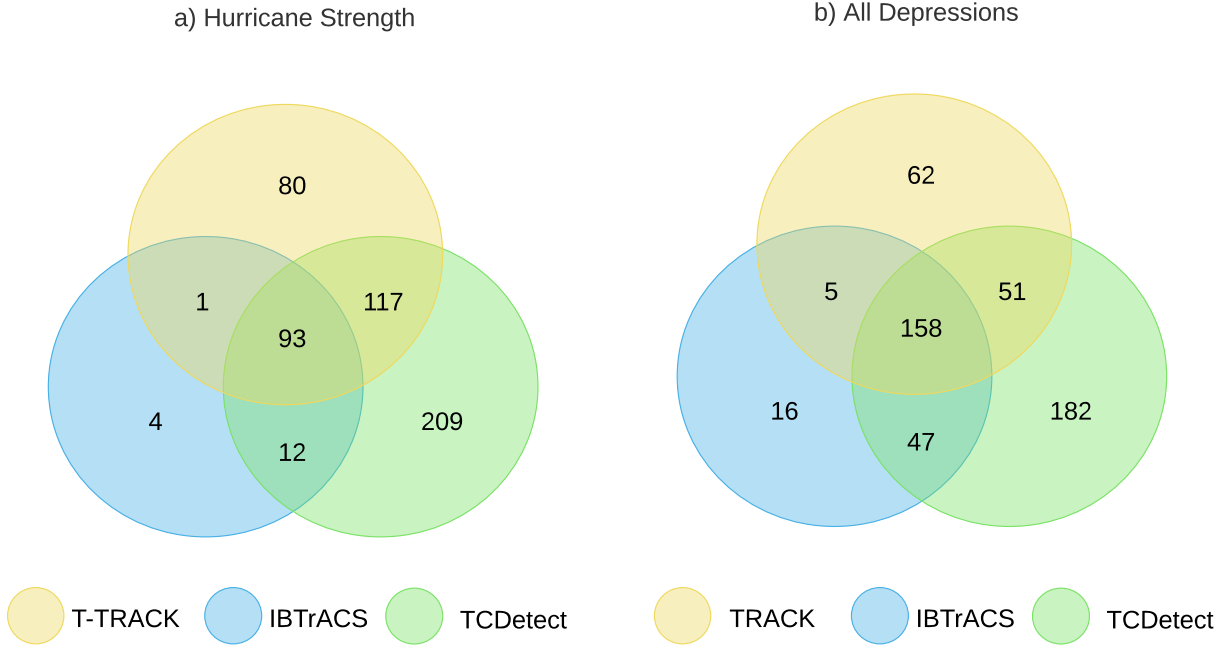 a) Hurricane Strength
80
1
117
93
4
209
12
T-TRACK
IBTrACS
TCDetect
b) All Depressions
62
5
51
158
16
182
47
TRACK
IBTrACS
TCDetect